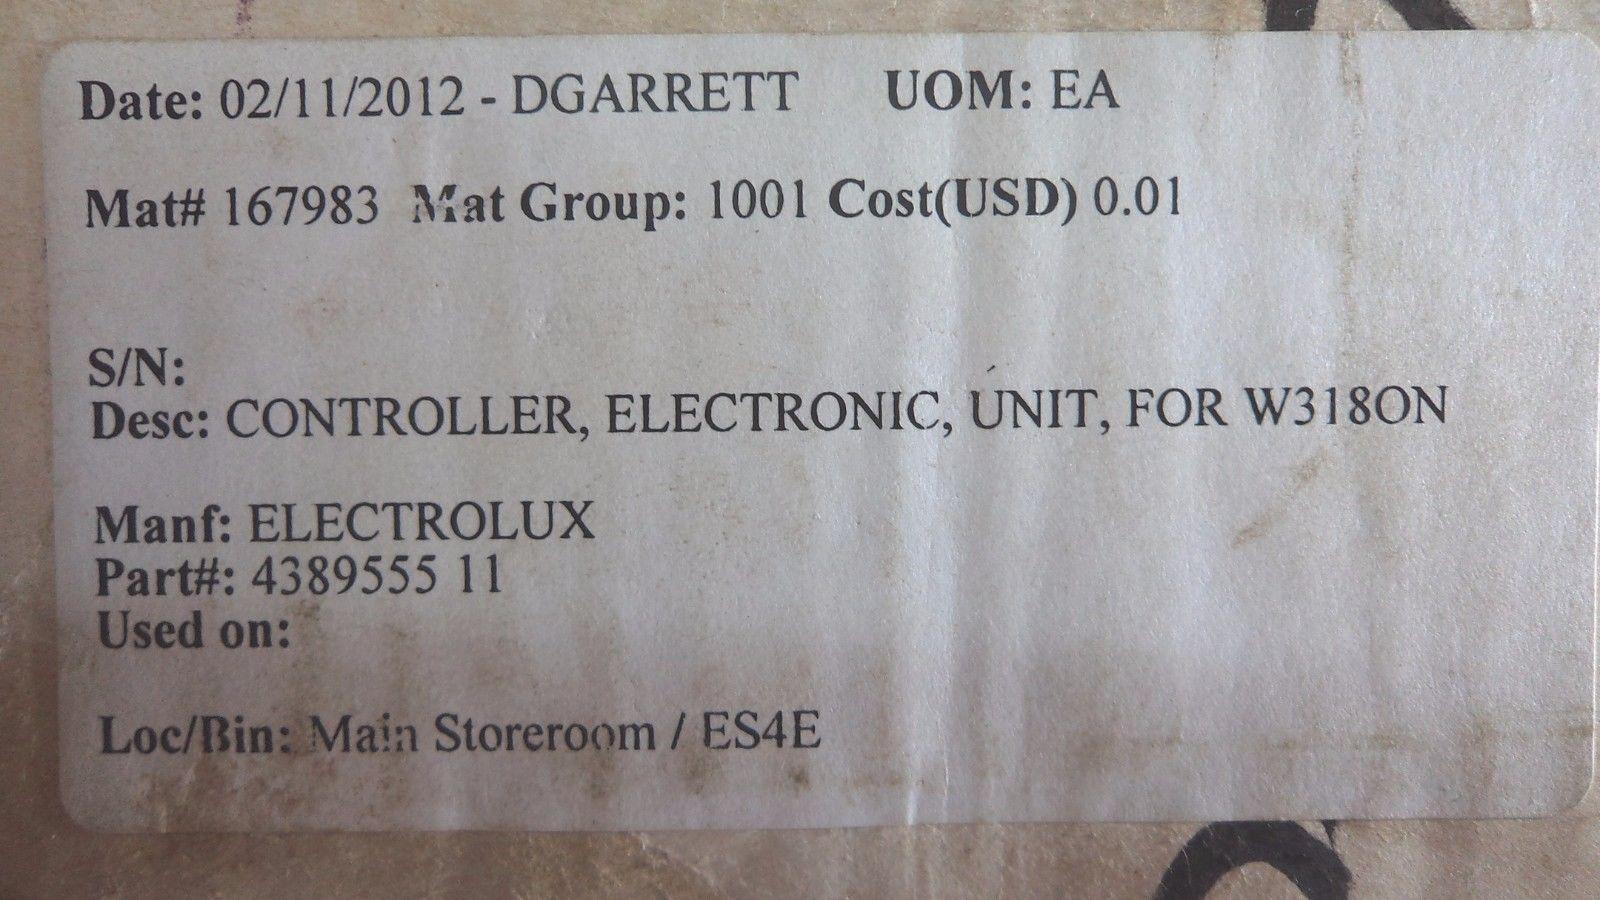 Date: 02/11/2012 - DGARRETT UOM: EA
Mat# 167983 Mat Group: 1001 Cost(USD) 0.01
S/N:
Desc: CONTROLLER, ELECTRONIC, UNIT, FOR W318ON
Manf: ELECTROLUX
Part#: 4389555 11
Used on:
Loc/Bin: Main Storeroom / ES4E